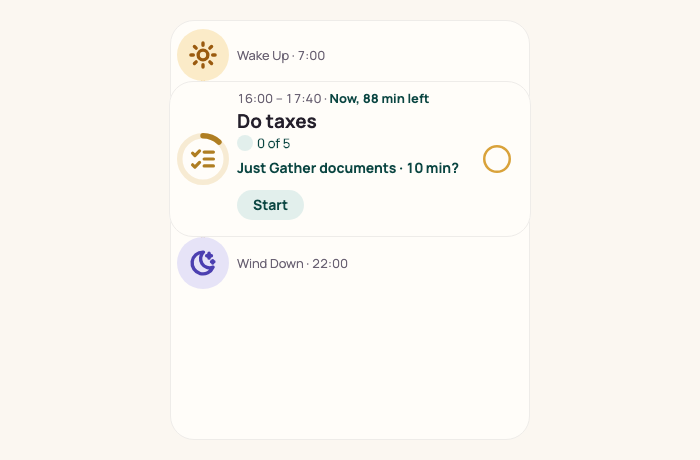 Wake Up · 7:00
16:00 – 17:40 · Now, 88 min left
Do taxes
0 of 5
Just Gather documents · 10 min?
Start
Wind Down · 22:00